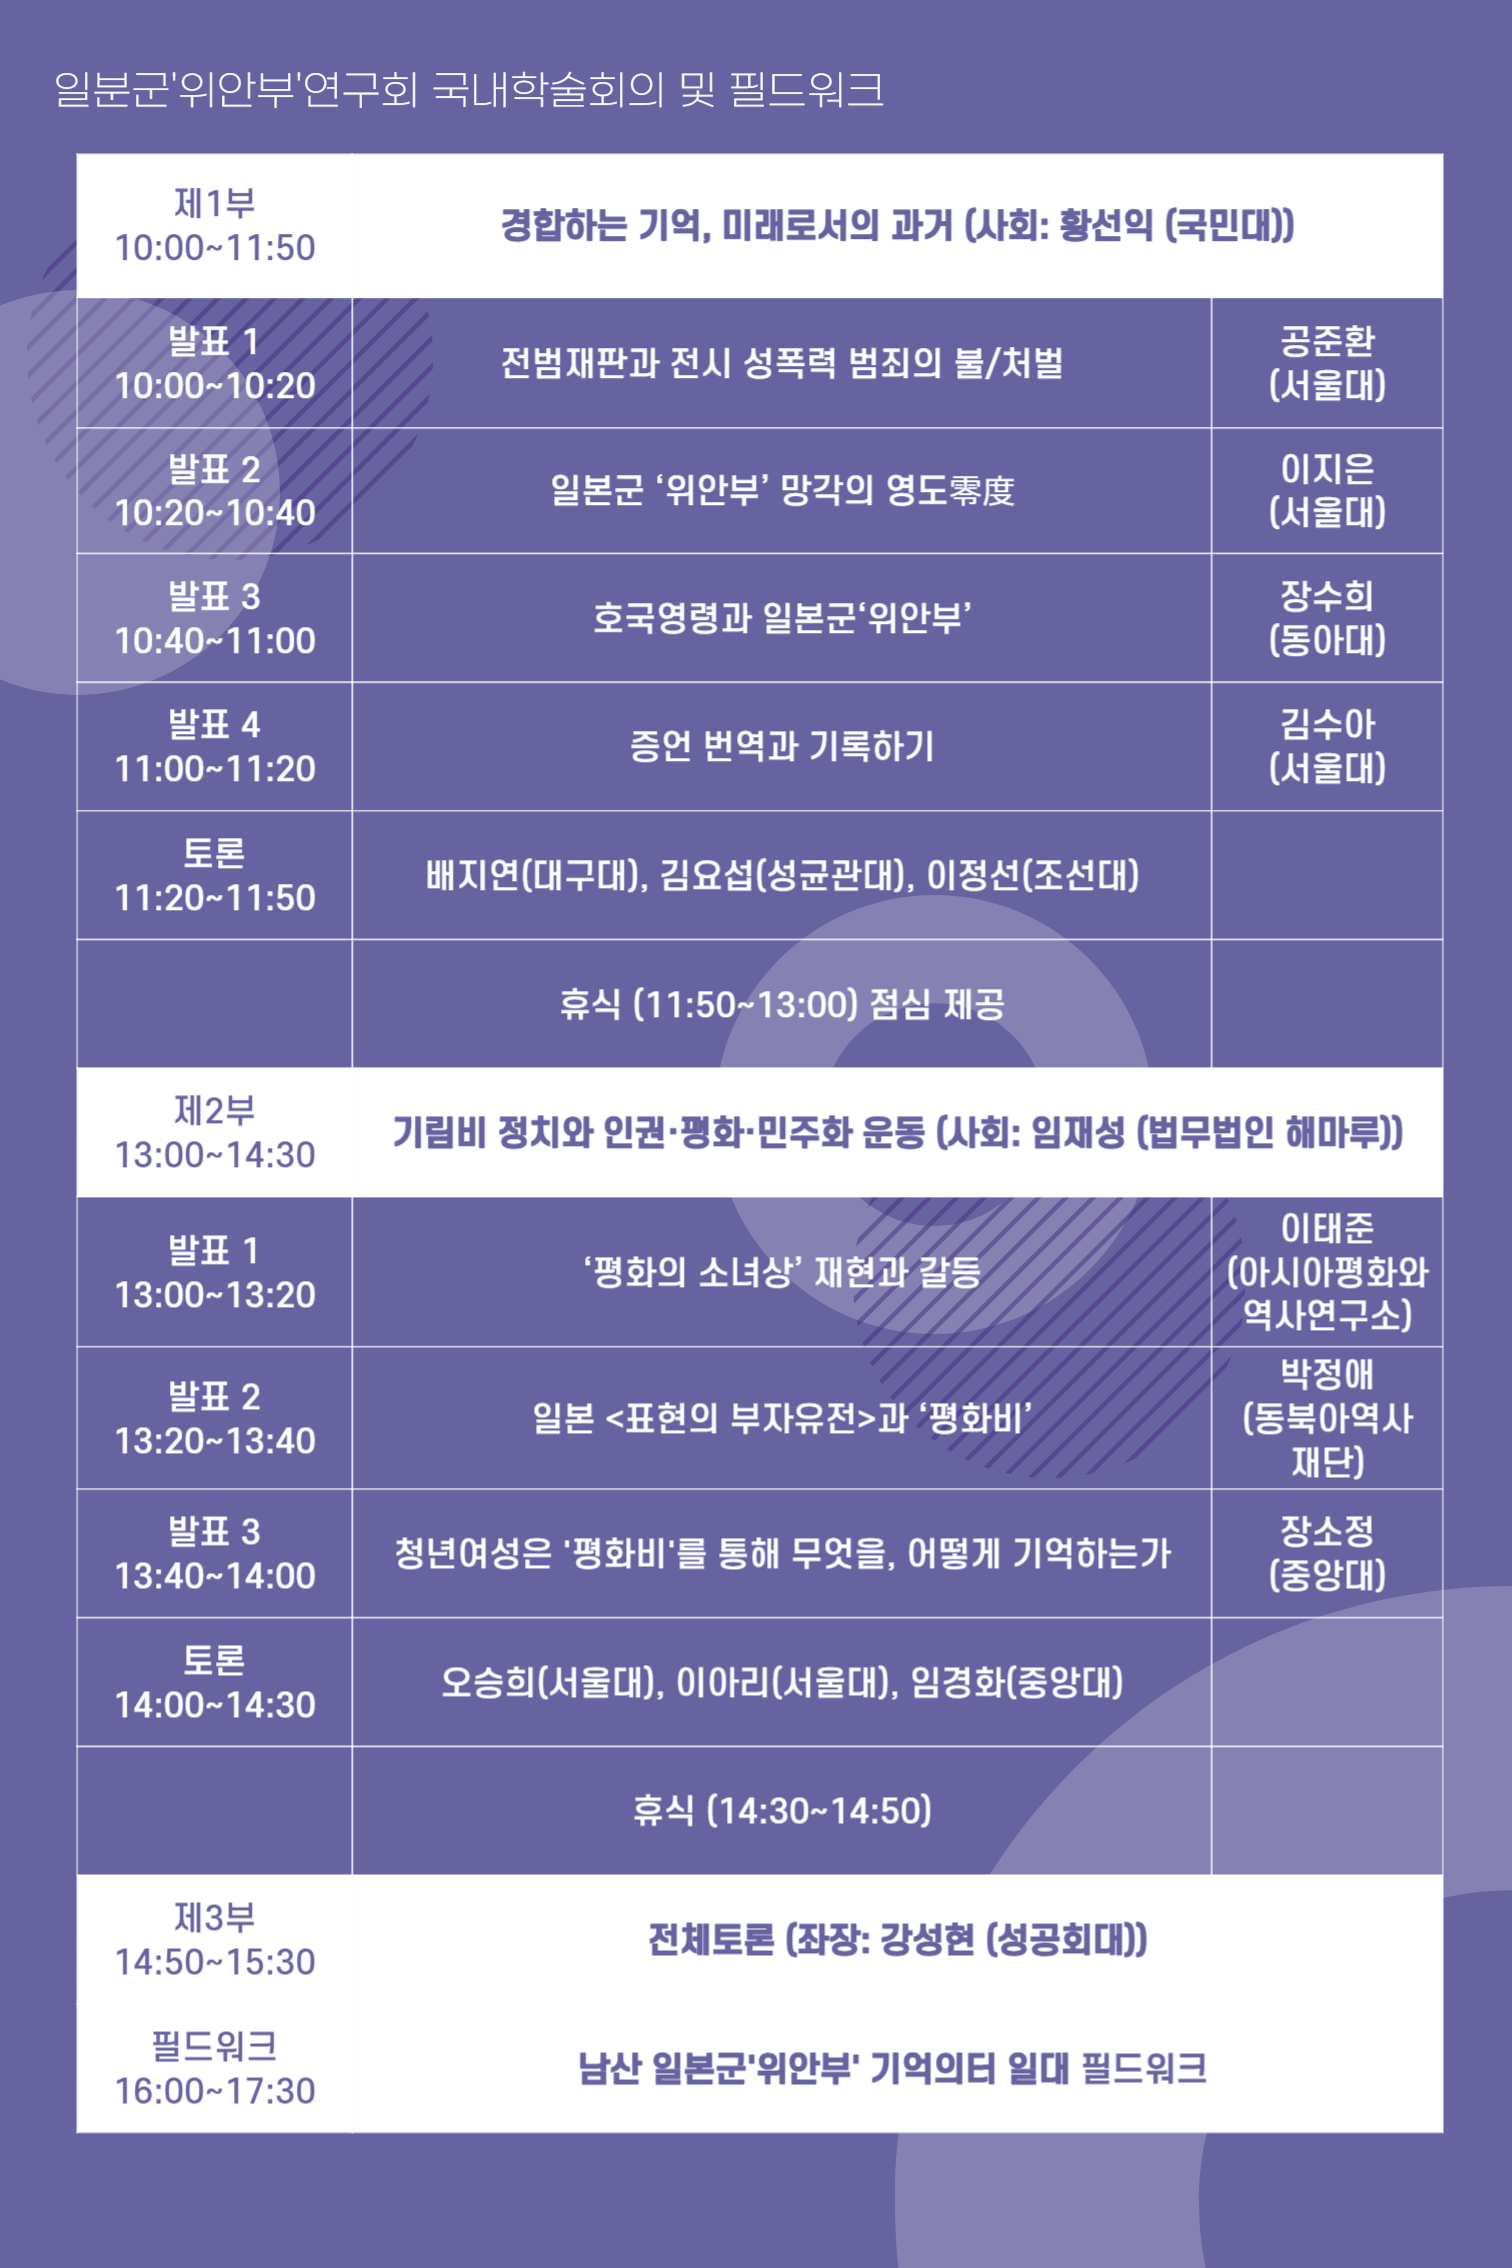 일분군'위안부'연구회 국내학술회의 및 필드워크
제1부
10:00~11:50
경합하는 기억, 미래로서의 과거 (사회: 황선익 (국민대))
발표 1
10:00~10:20
전범재판과 전시 성폭력 범죄의 불/처벌
공준환
(서울대)
발표 2
10:20~10:40
일본군 ‘위안부’ 망각의 영도零度
이지은
(서울대)
발표 3
10:40~11:00
호국영령과 일본군‘위안부’
장수희
(동아대)
발표 4
11:00~11:20
증언 번역과 기록하기
김수아
(서울대)
토론
11:20~11:50
배지연(대구대), 김요섭(성균관대), 이정선(조선대)
휴식 (11:50~13:00) 점심 제공
제2부
13:00~14:30
기림비 정치와 인권·평화·민주화 운동 (사회: 임재성 (법무법인 해마루))
발표 1
13:00~13:20
‘평화의 소녀상’ 재현과 갈등
이태준
(아시아평화와
역사연구소)
발표 2
13:20~13:40
일본 <표현의 부자유전>과 ‘평화비’
박정애
(동북아역사
재단)
발표 3
13:40~14:00
청년여성은 '평화비'를 통해 무엇을, 어떻게 기억하는가
장소정
(중앙대)
토론
14:00~14:30
오승희(서울대), 이아리(서울대), 임경화(중앙대)
휴식 (14:30~14:50)
제3부
14:50~15:30
전체토론 (좌장: 강성현 (성공회대))
필드워크
16:00~17:30
남산 일본군'위안부' 기억의터 일대 필드워크